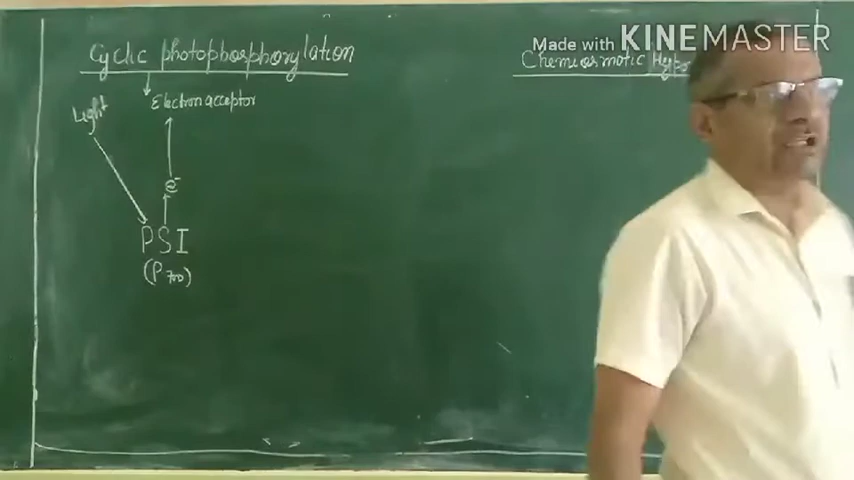 Made with KINEMASTER
Cyclic photophosphorylation
Chemiosmotic
Electron acceptor
Light
e-
PSI
(P700)